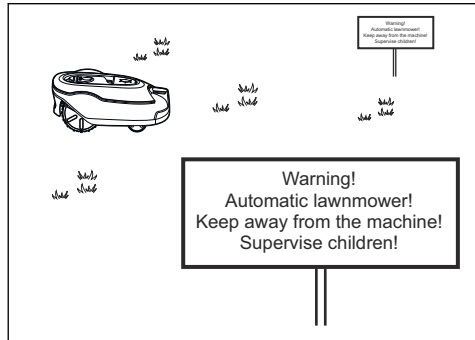 Warning!
Automatic lawnmower!
Keep away from the machine!
Supervise children!
Warning!
Automatic lawnmower!
Keep away from the machine!
Supervise children!